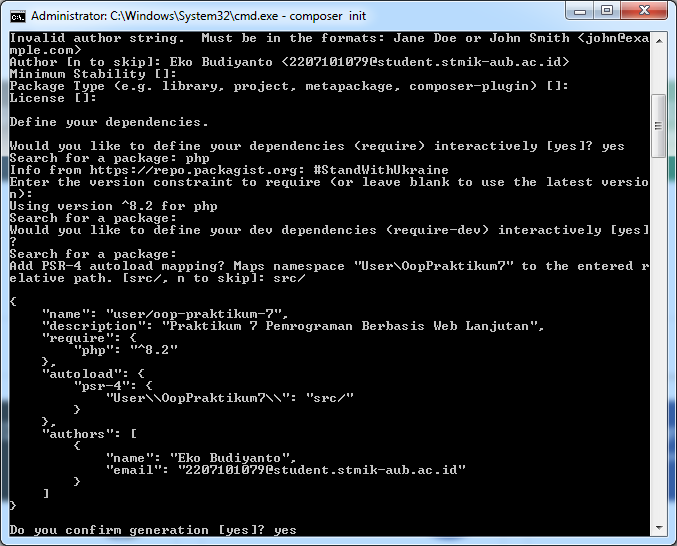 Administrator: C:\Windows\System32\cmd.exe - composer  init
Invalid author string.  Must be in the formats: Jane Doe or John Smith <john@exa
mple.com>
Author [n to skip]: Eko Budiyanto <2207101079@student.stmik-aub.ac.id>
Minimum Stability []:
Package Type (e.g. library, project, metapackage, composer-plugin) []:
License []:

Define your dependencies.

Would you like to define your dependencies (require) interactively [yes]? yes
Search for a package: php
Info from https://repo.packagist.org: #StandWithUkraine
Enter the version constraint to require (or leave blank to use the latest versio
n):
Using version ^8.2 for php
Search for a package:
Would you like to define your dev dependencies (require-dev) interactively [yes]
?
Search for a package:
Add PSR-4 autoload mapping? Maps namespace "User\OopPraktikum7" to the entered r
elative path. [src/, n to skip]: src/

{
    "name": "user/oop-praktikum-7",
    "description": "Praktikum 7 Pemrograman Berbasis Web Lanjutan",
    "require": {
        "php": "^8.2"
    },
    "autoload": {
        "psr-4": {
            "User\\OopPraktikum7\\": "src/"
        }
    },
    "authors": [
        {
            "name": "Eko Budiyanto",
            "email": "2207101079@student.stmik-aub.ac.id"
        }
    ]
}

Do you confirm generation [yes]? yes